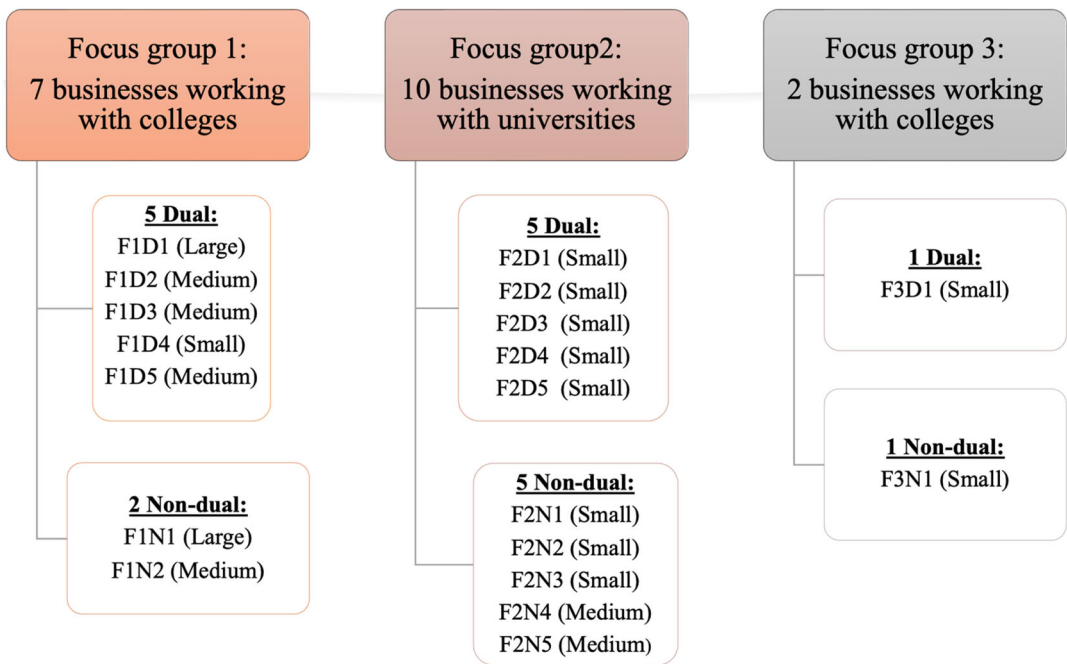 Focus group 1:
7 businesses working
with colleges
5 Dual:
F1D1 (Large)
F1D2 (Medium)
F1D3 (Medium)
F1D4 (Small)
F1D5 (Medium)
2 Non-dual:
F1N1 (Large)
F1N2 (Medium)
Focus group2:
10 businesses working
with universities
5 Dual:
F2D1 (Small)
F2D2 (Small)
F2D3  (Small)
F2D4  (Small)
F2D5  (Small)
5 Non-dual:
F2N1 (Small)
F2N2 (Small)
F2N3 (Small)
F2N4 (Medium)
F2N5 (Medium)
Focus group 3:
2 businesses working
with colleges
1 Dual:
F3D1 (Small)
1 Non-dual:
F3N1 (Small)